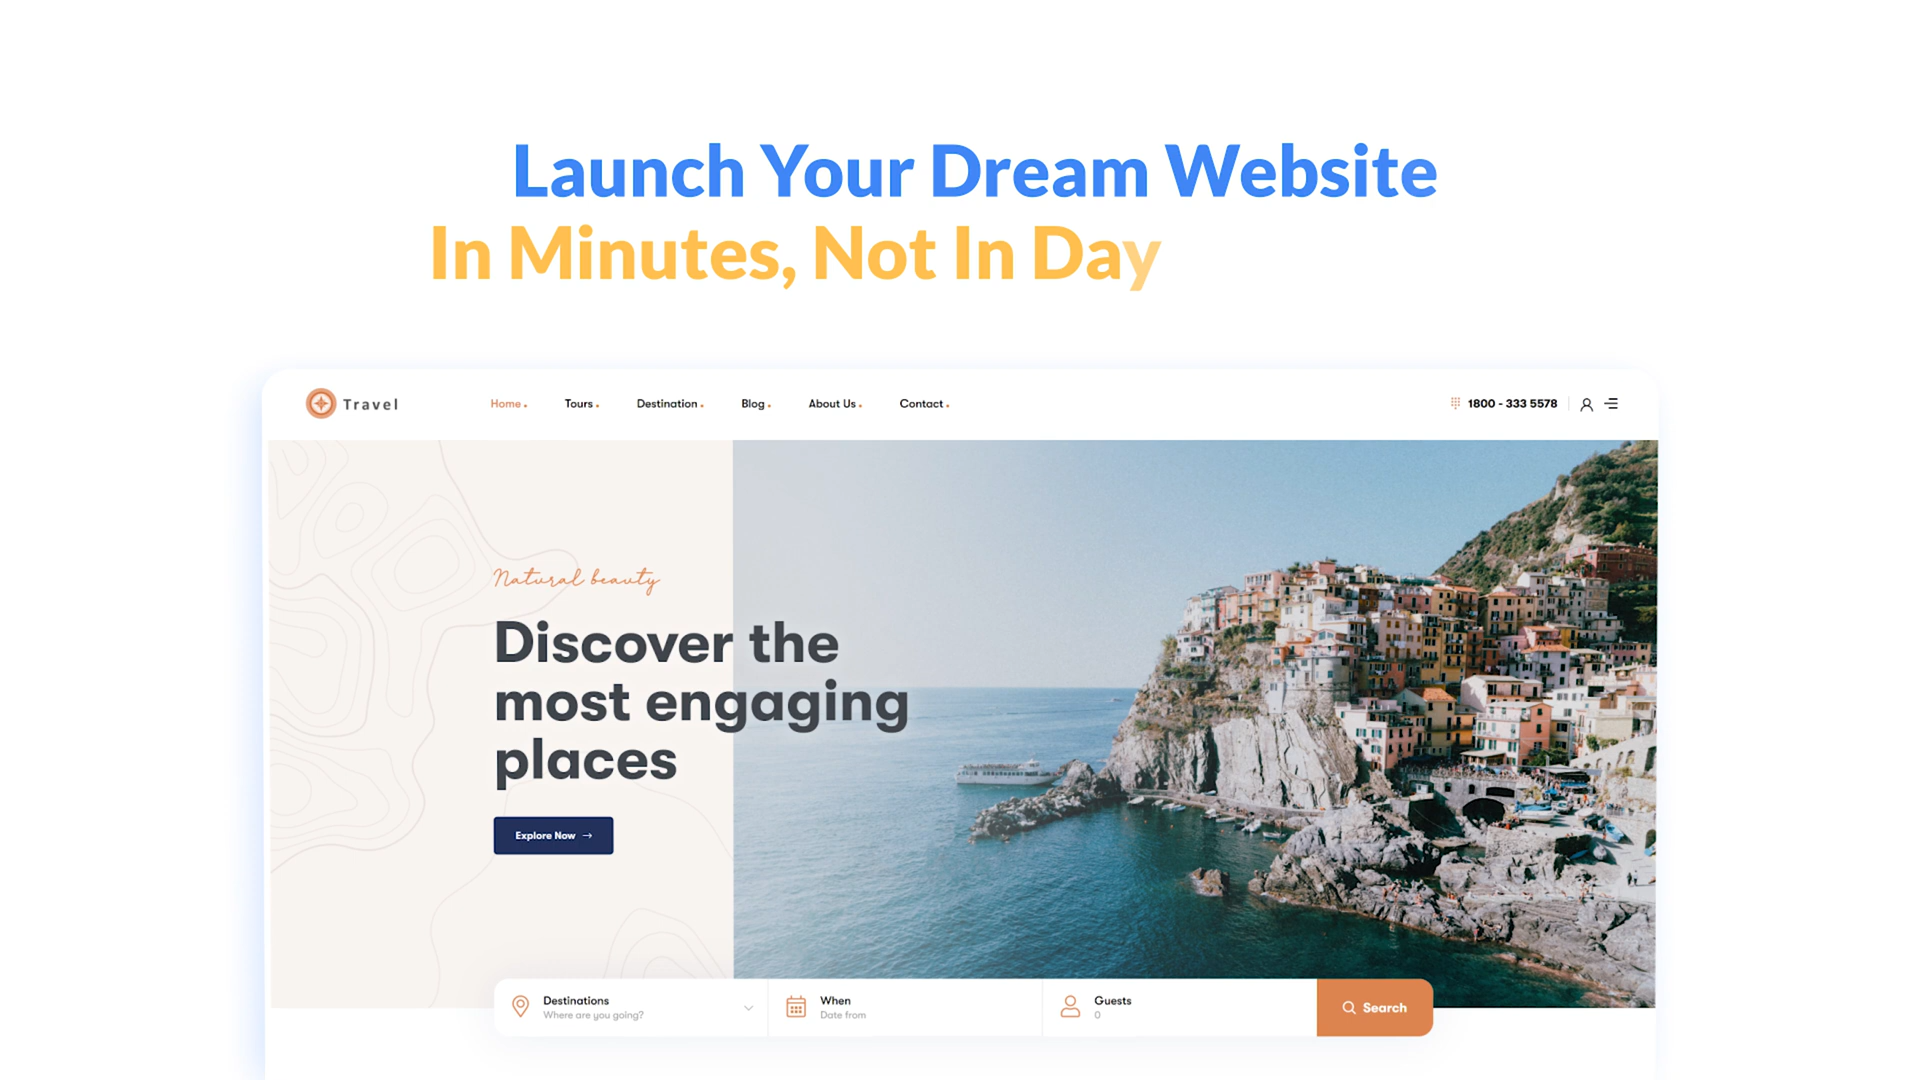 Launch Your Dream Website
In Minutes, Not In Day
Travel
Home
Tours
Destination
Blog
About Us
Contact
1800 - 333 5578
Natural beauty
Discover the
most engaging
places
Explore Now →
Destinations
Where are you going?
When
Date from
Guests
0
Search